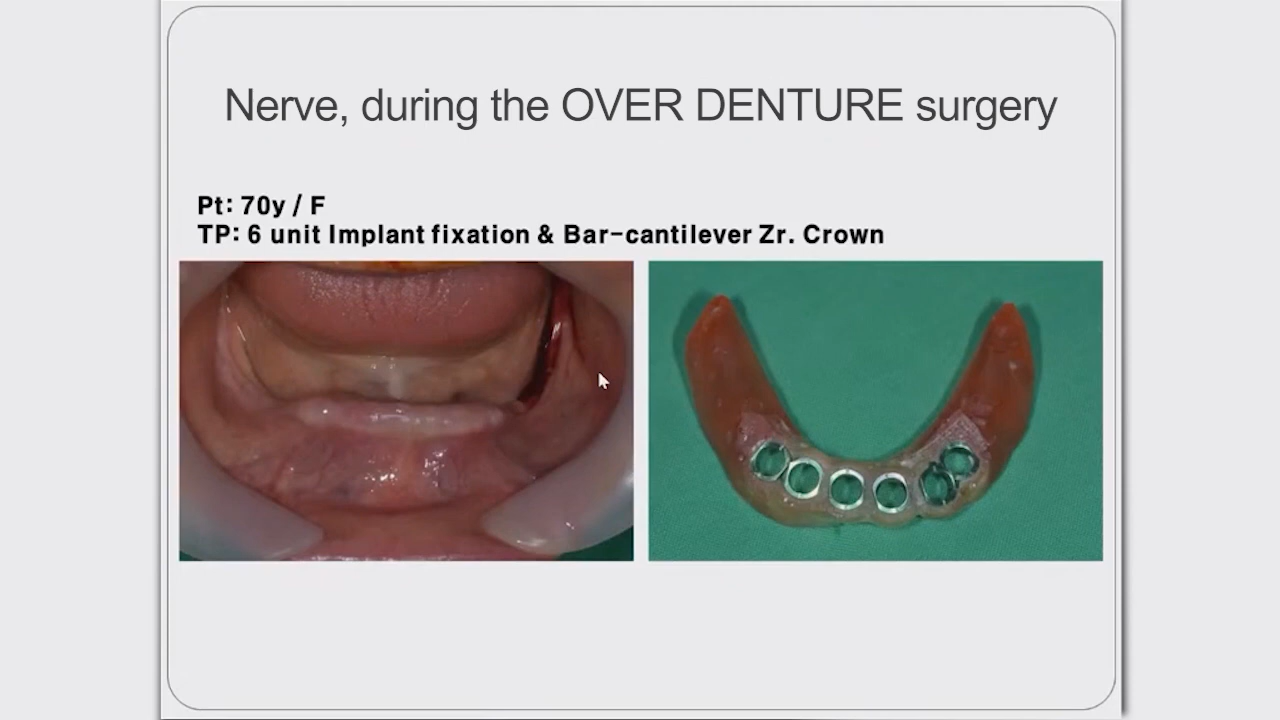 Nerve, during the OVER DENTURE surgery
Pt: 70y / F
TP: 6 unit Implant fixation & Bar-cantilever Zr. Crown